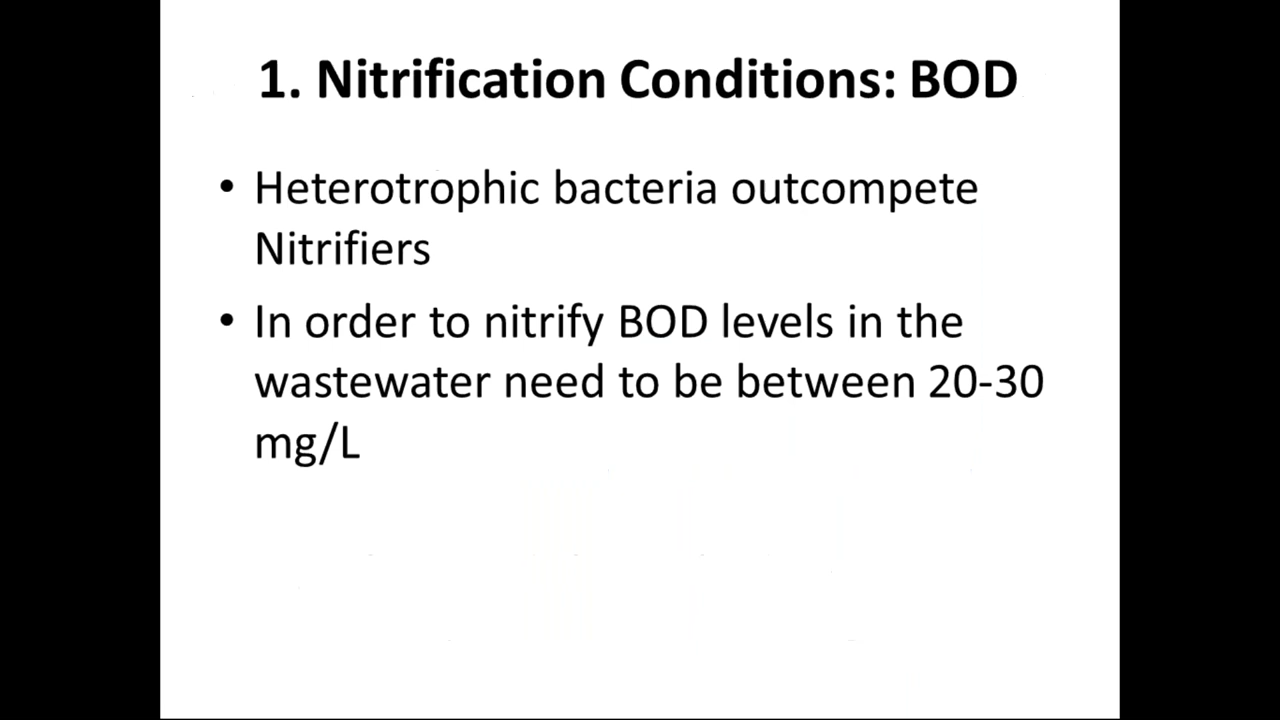 1. Nitrification Conditions: BOD
• Heterotrophic bacteria outcompete
Nitrifiers
• In order to nitrify BOD levels in the
wastewater need to be between 20-30
mg/L